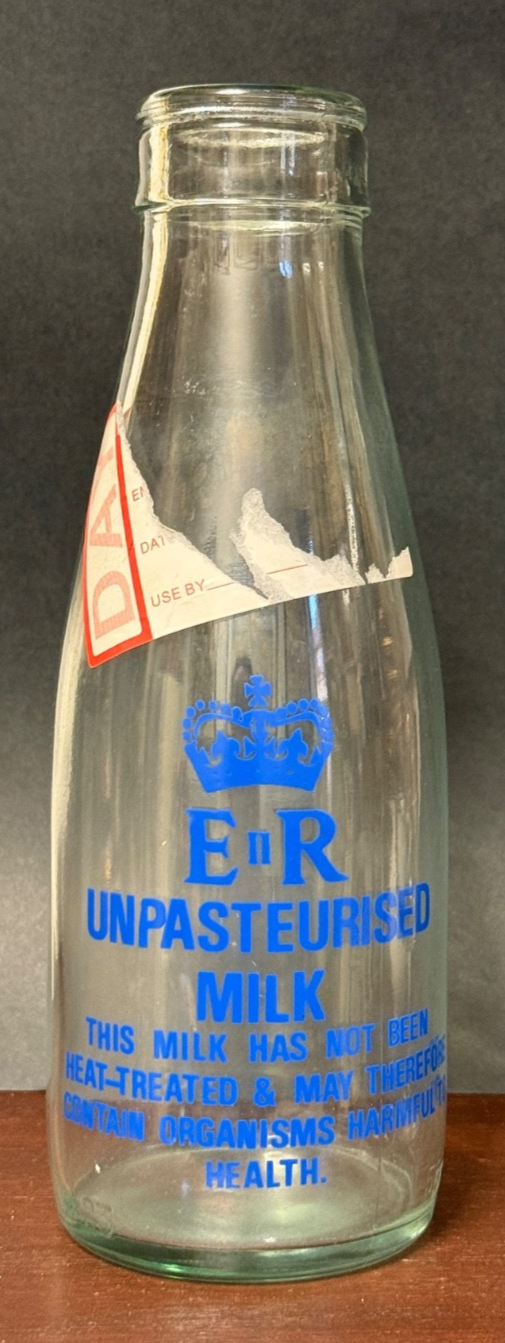 DAY
DAT
USE BY
E II R
UNPASTEURISED
MILK
THIS MILK HAS NOT BEEN
HEAT-TREATED & MAY THEREFORE
CONTAIN ORGANISMS HARMFUL TO
HEALTH.